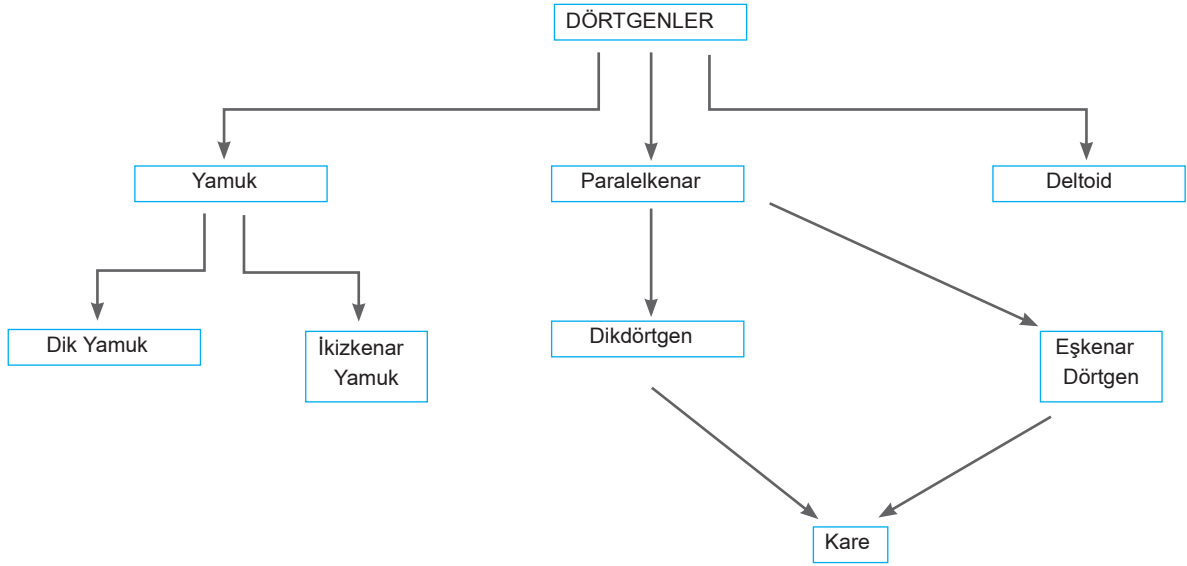 DÖRTGENLER
Yamuk
Paralelkenar
Deltoid
Dik Yamuk
İkizkenar
Yamuk
Dikdörtgen
Eşkenar
Dörtgen
Kare